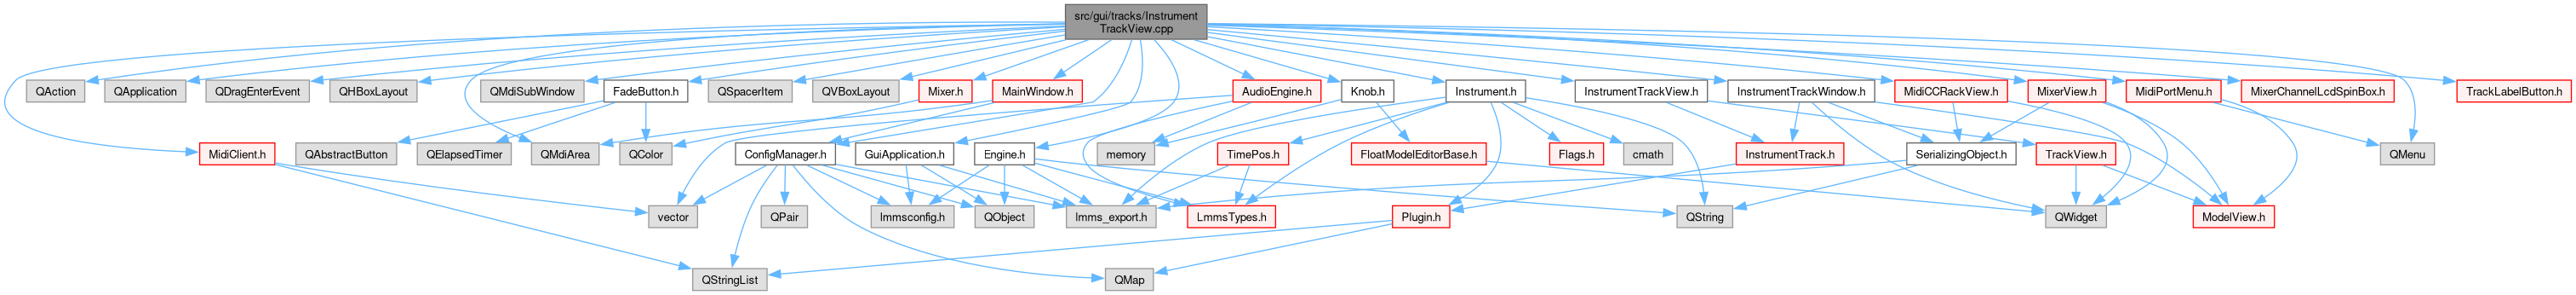 src/gui/tracks/Instrument
TrackView.cpp
QAction
QApplication
QDragEnterEvent
QHBoxLayout
QMdiSubWindow
FadeButton.h
QSpacerItem
QVBoxLayout
Mixer.h
MainWindow.h
AudioEngine.h
Knob.h
Instrument.h
InstrumentTrackView.h
InstrumentTrackWindow.h
MidiCCRackView.h
MixerView.h
MidiPortMenu.h
MixerChannelLcdSpinBox.h
TrackLabelButton.h
MidiClient.h
QAbstractButton
QElapsedTimer
QMdiArea
QColor
ConfigManager.h
GuiApplication.h
Engine.h
memory
TimePos.h
FloatModelEditorBase.h
Flags.h
cmath
InstrumentTrack.h
SerializingObject.h
TrackView.h
QMenu
vector
QPair
lmmsconfig.h
QObject
lmms_export.h
LmmsTypes.h
Plugin.h
QString
QWidget
ModelView.h
QStringList
QMap